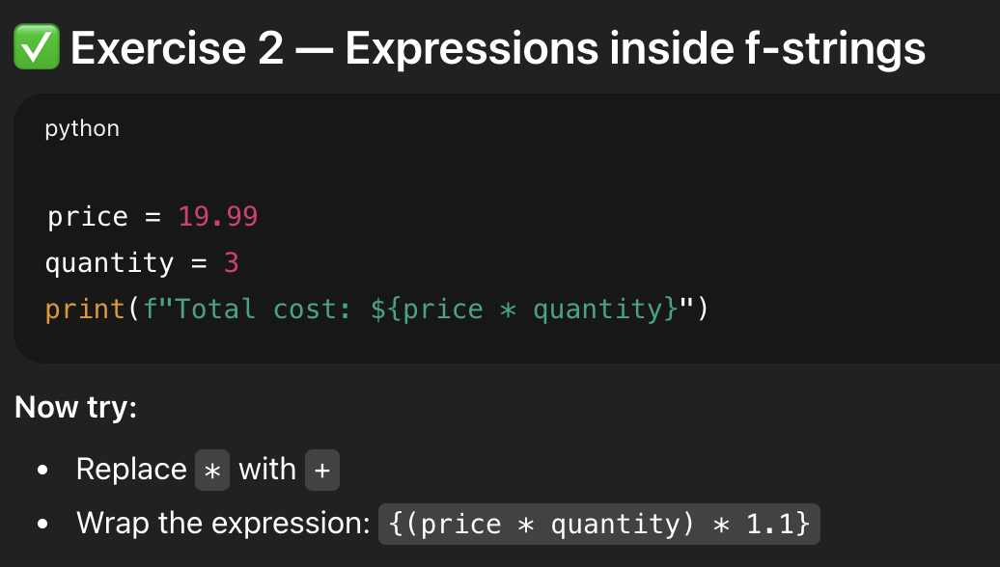 ✅ Exercise 2 — Expressions inside f-strings
python
price = 19.99
quantity = 3
print(f"Total cost: ${price * quantity}")
Now try:
• Replace * with +
• Wrap the expression: {(price * quantity) * 1.1}